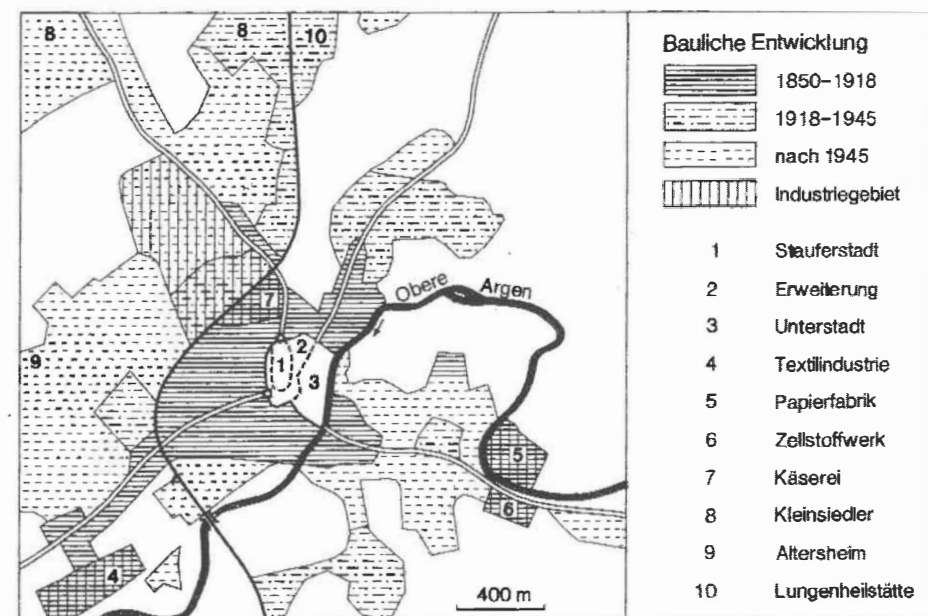 8
8
10
7
Obere Argen
2
1
3
9
5
6
4
400 m
Bauliche Entwicklung
1850–1918
1918–1945
nach 1945
Industriegebiet
1 Stauferstadt
2 Erweiterung
3 Unterstadt
4 Textilindustrie
5 Papierfabrik
6 Zellstoffwerk
7 Käserei
8 Kleinsiedler
9 Altersheim
10 Lungenheilstätte